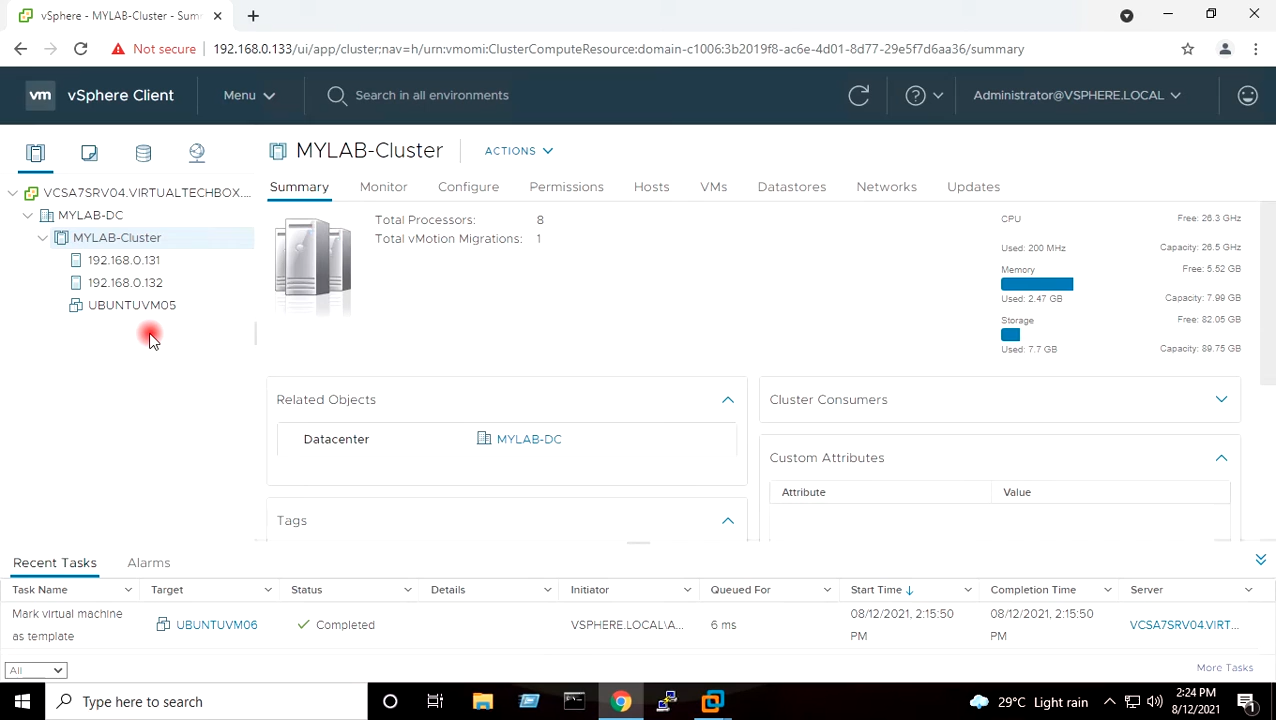 vSphere - MYLAB-Cluster - Sum
Not secure 192.168.0.133/ui/app/cluster;nav=h/urn:vmomi:ClusterComputeResource:domain-c1006:3b2019f8-ac6e-4d01-8d77-29e5f7d6aa36/summary
vm vSphere Client Menu Search in all environments Administrator@VSPHERE.LOCAL
MYLAB-Cluster ACTIONS
Summary Monitor Configure Permissions Hosts VMs Datastores Networks Updates
VCSA7SRV04.VIRTUALTECHBOX....
MYLAB-DC
MYLAB-Cluster
192.168.0.131
192.168.0.132
UBUNTUVM05
Total Processors: 8
Total vMotion Migrations: 1
CPU Free: 26.3 GHz
Used: 200 MHz Capacity: 26.5 GHz
Memory Free: 5.52 GB
Used: 2.47 GB Capacity: 7.99 GB
Storage Free: 82.05 GB
Used: 7.7 GB Capacity: 89.75 GB
Related Objects
Datacenter MYLAB-DC
Tags
Cluster Consumers
Custom Attributes
Attribute Value
Recent Tasks Alarms
Task Name Target Status Details Initiator Queued For Start Time Completion Time Server
Mark virtual machine as template UBUNTUVM06 Completed VSPHERE.LOCAL\A... 6 ms 08/12/2021, 2:15:50 PM 08/12/2021, 2:15:50 PM VCSA7SRV04.VIRT...
All More Tasks
Type here to search 29°C Light rain 2:24 PM
8/12/2021 1